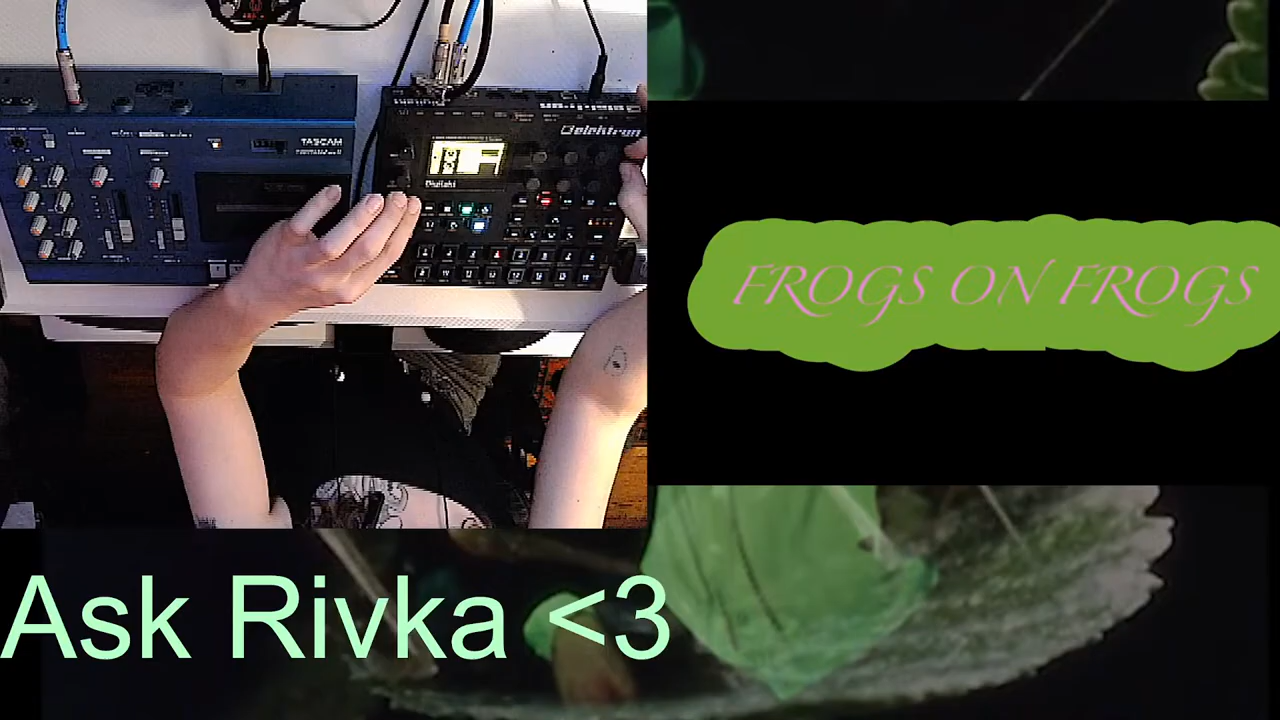 TASCAM
elektron
Digitakt
FROGS ON FROGS
Ask Rivka <3